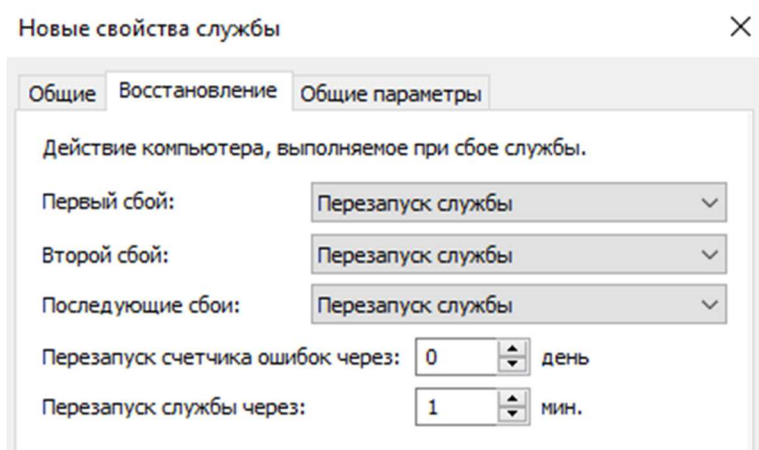 Новые свойства службы
Общие Восстановление Общие параметры
Действие компьютера, выполняемое при сбое службы.
Первый сбой: Перезапуск службы
Второй сбой: Перезапуск службы
Последующие сбои: Перезапуск службы
Перезапуск счетчика ошибок через: 0 день
Перезапуск службы через: 1 мин.